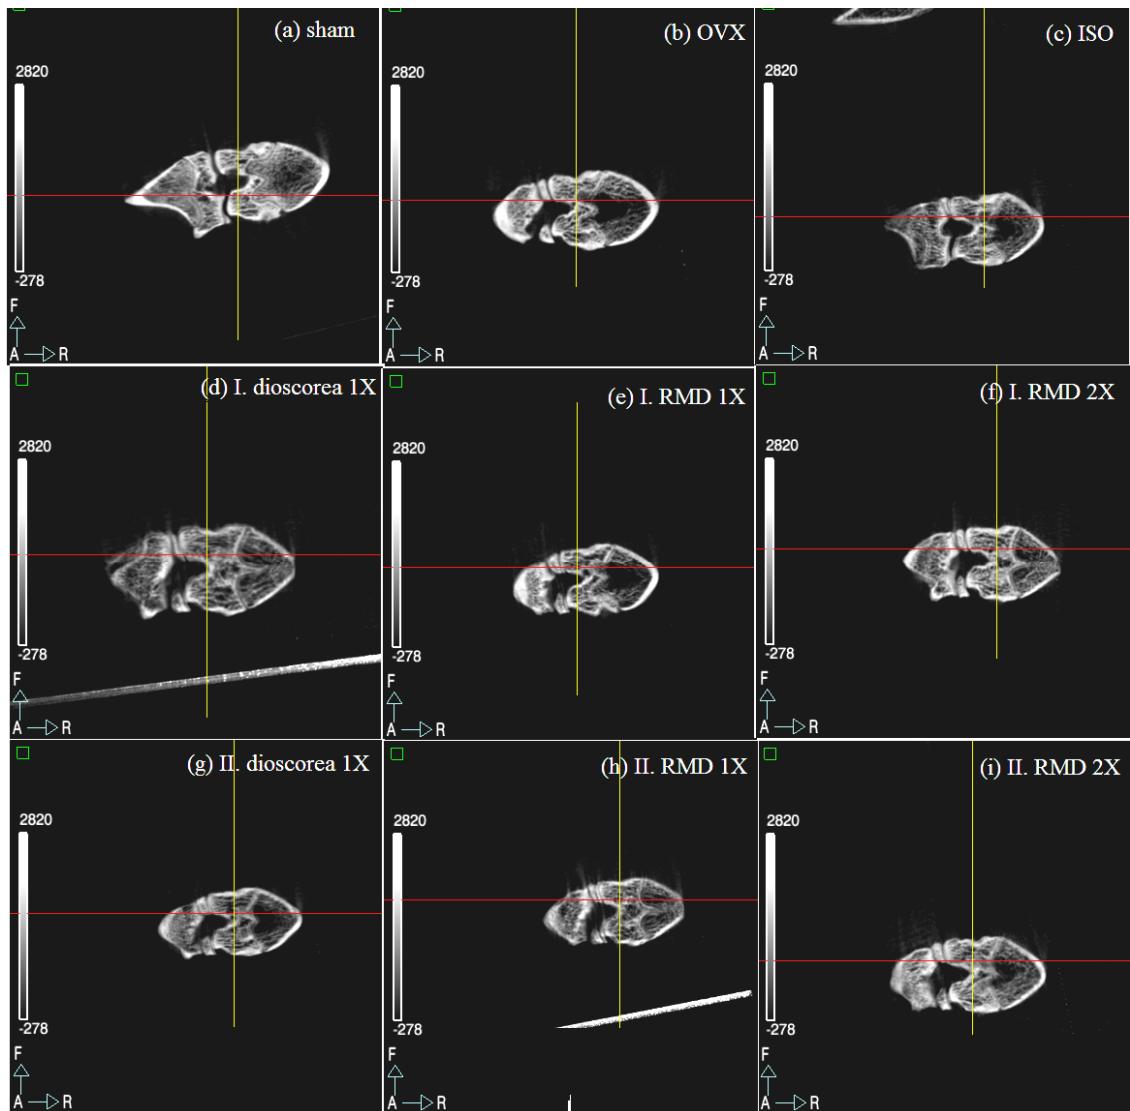 (a) sham
2820
-278
F
A R
(b) OVX
2820
-278
F
A R
(c) ISO
2820
-278
F
A R
(d) I. dioscorea 1X
2820
-278
F
A R
(e) I. RMD 1X
2820
-278
F
A R
(f) I. RMD 2X
2820
-278
F
A R
(g) II. dioscorea 1X
2820
-278
F
A R
(h) II. RMD 1X
2820
-278
F
A R
(i) II. RMD 2X
2820
-278
F
A R